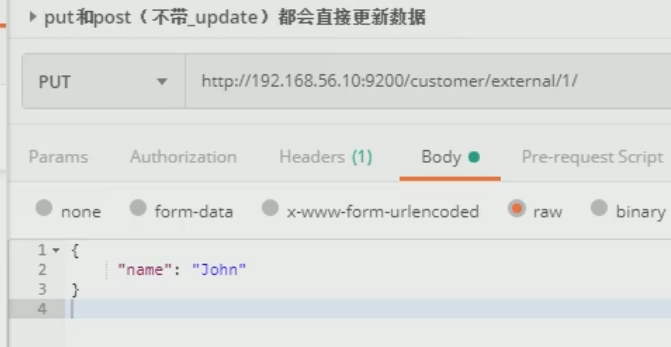 put和post（不带_update）都会直接更新数据
PUT http://192.168.56.10:9200/customer/external/1/
Params Authorization Headers (1) Body Pre-request Script
none form-data x-www-form-urlencoded raw binary
1 {
2 "name": "John"
3 }
4